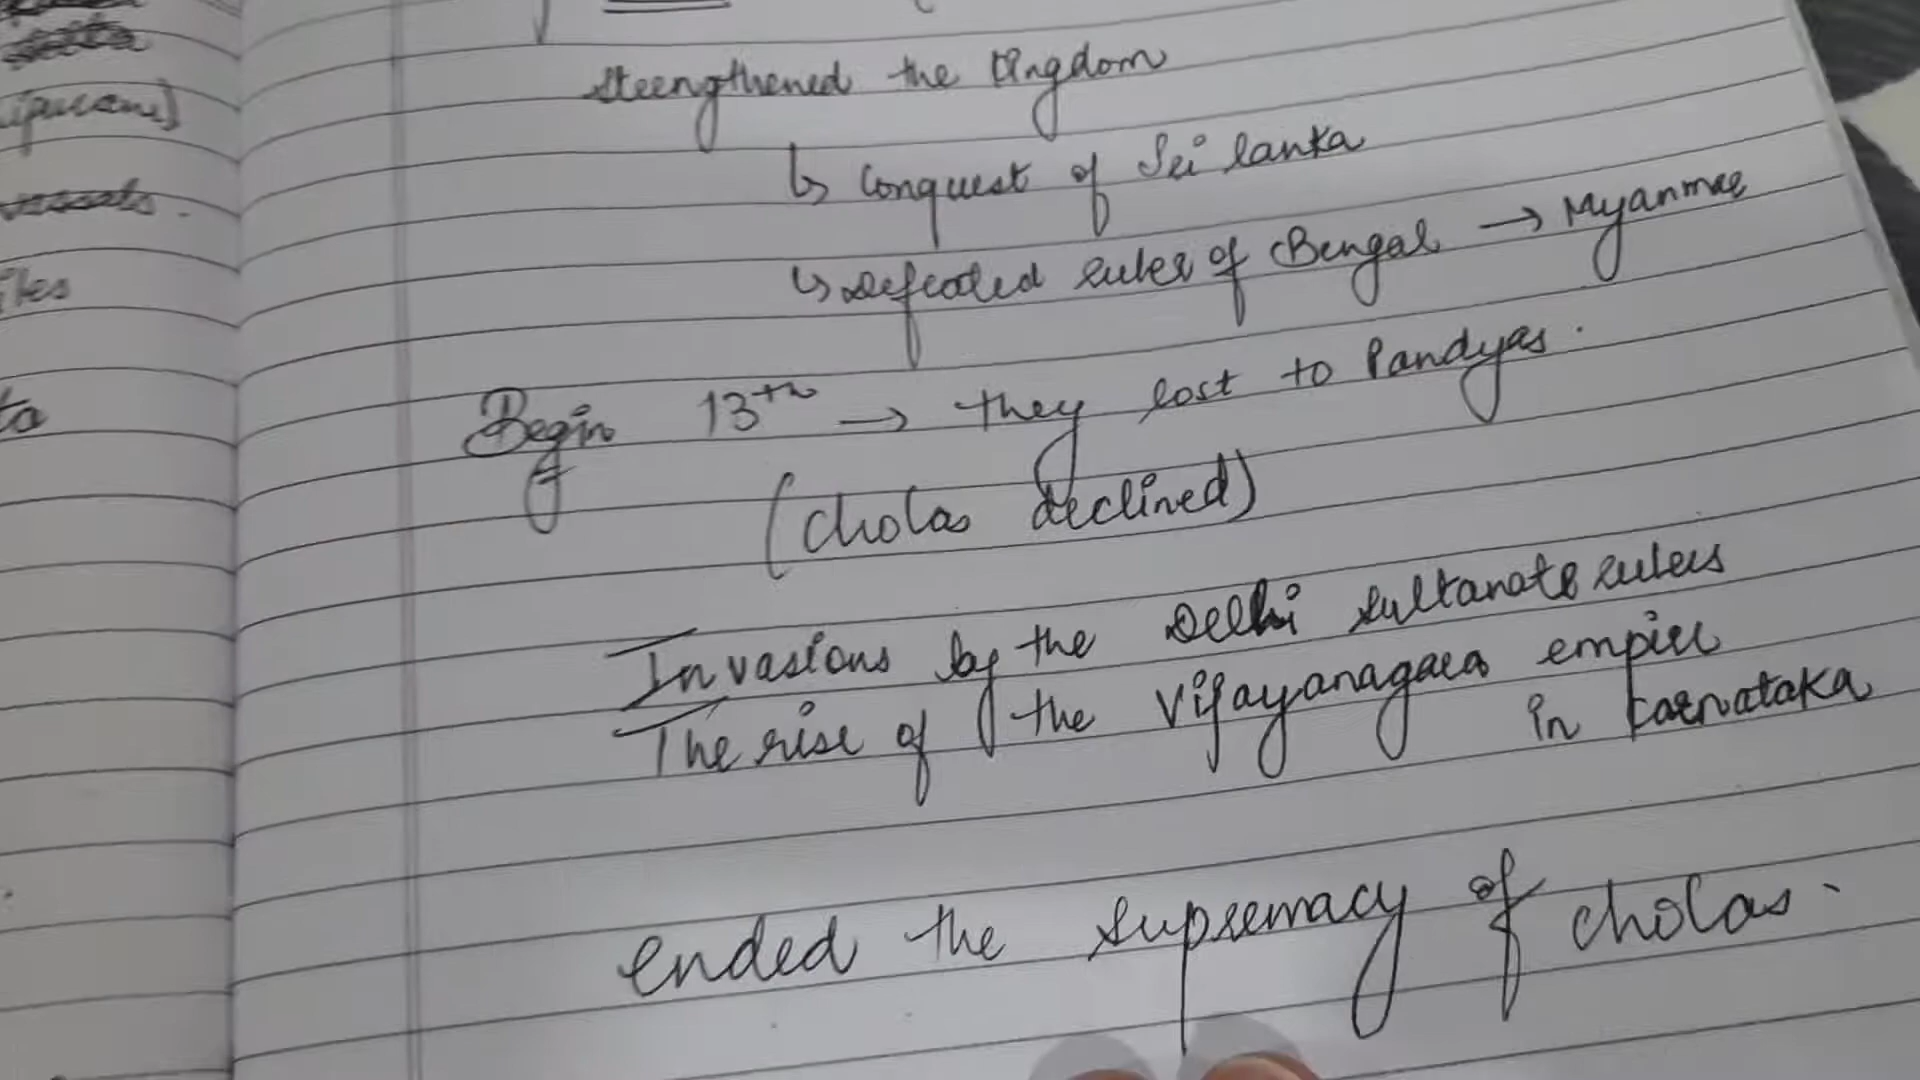 strengthened the kingdom
↳ conquest of Sri lanka
↳ Defeated ruler of Bengal → Myanmar
Begin 13th → they lost to Pandyas.
(cholas declined)
Invasions by the Delhi sultanate rulers
The rise of the Vijayanagara empire
in karnataka
ended the supremacy of cholas.